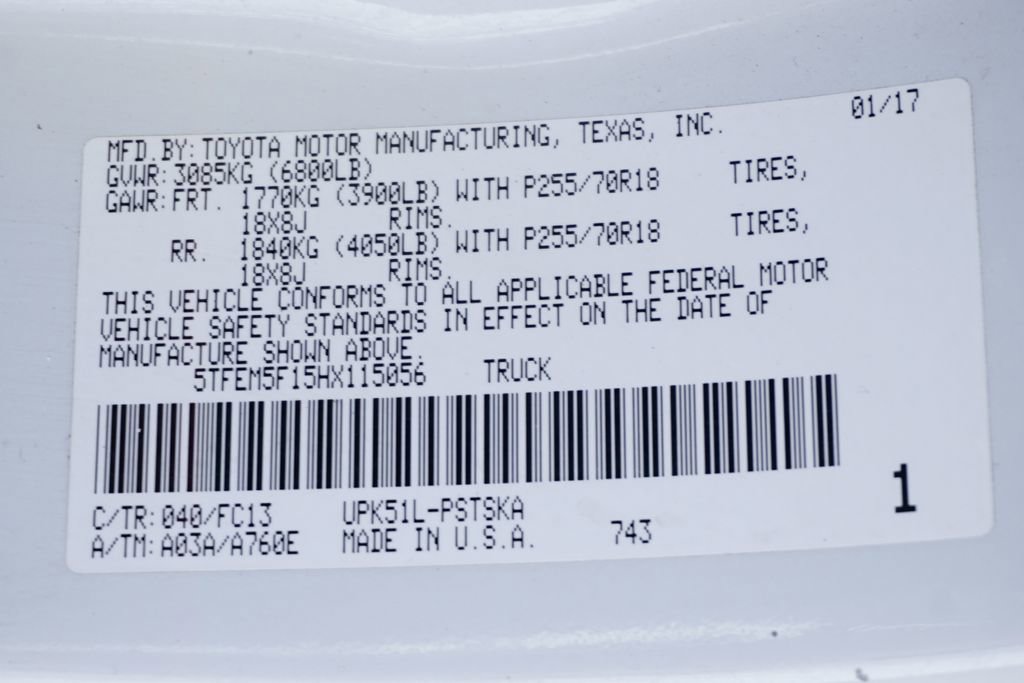 01/17
MFD.BY:TOYOTA MOTOR MANUFACTURING, TEXAS, INC.
GVWR:3085KG (6800LB)
GAWR:FRT. 1770KG (3900LB) WITH P255/70R18 TIRES,
18X8J RIMS.
RR. 1840KG (4050LB) WITH P255/70R18 TIRES,
18X8J RIMS.
THIS VEHICLE CONFORMS TO ALL APPLICABLE FEDERAL MOTOR
VEHICLE SAFETY STANDARDS IN EFFECT ON THE DATE OF
MANUFACTURE SHOWN ABOVE.
5TFEM5F15HX115056 TRUCK
C/TR:040/FC13 UPK51L-PSTSKA
A/TM:A03A/A760E MADE IN U.S.A. 743
1